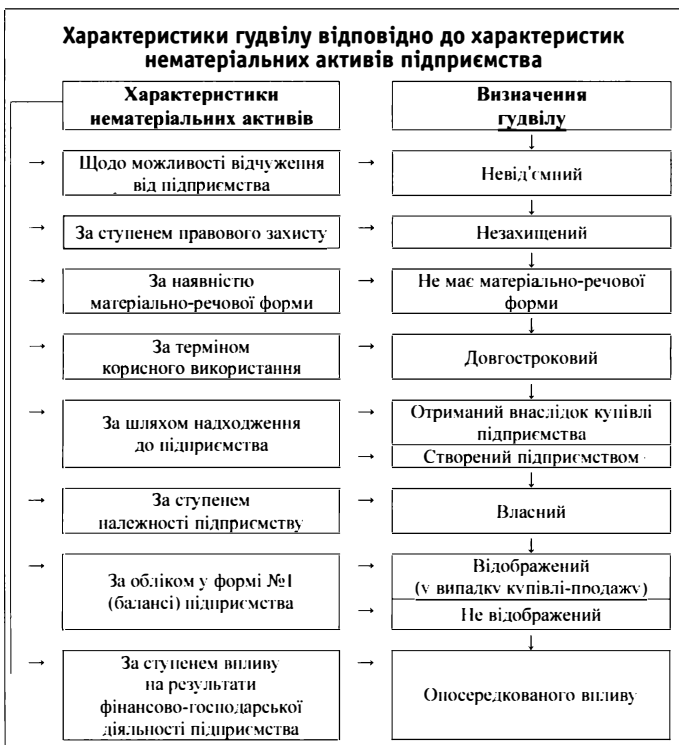 Характеристики гудвілу відповідно до характеристик
нематеріальних активів підприємства
Характеристики
нематеріальних активів
Визначення
гудвілу
Щодо можливості відчуження
від підприємства
Невід'ємний
За ступенем правового захисту
Незахищений
За наявністю
матеріально-речової форми
Не має матеріально-речової
форми
За терміном
корисного використання
Довгостроковий
За шляхом надходження
до підприємства
Отриманий внаслідок купівлі
підприємства
Створений підприємством
За ступенем
належності підприємству
Власний
За обліком у формі №1
(балансі) підприємства
Відображений
(у випадку купівлі-продажу)
Не відображений
За ступенем впливу
на результати
фінансово-господарської
діяльності підприємства
Опосередкованого впливу